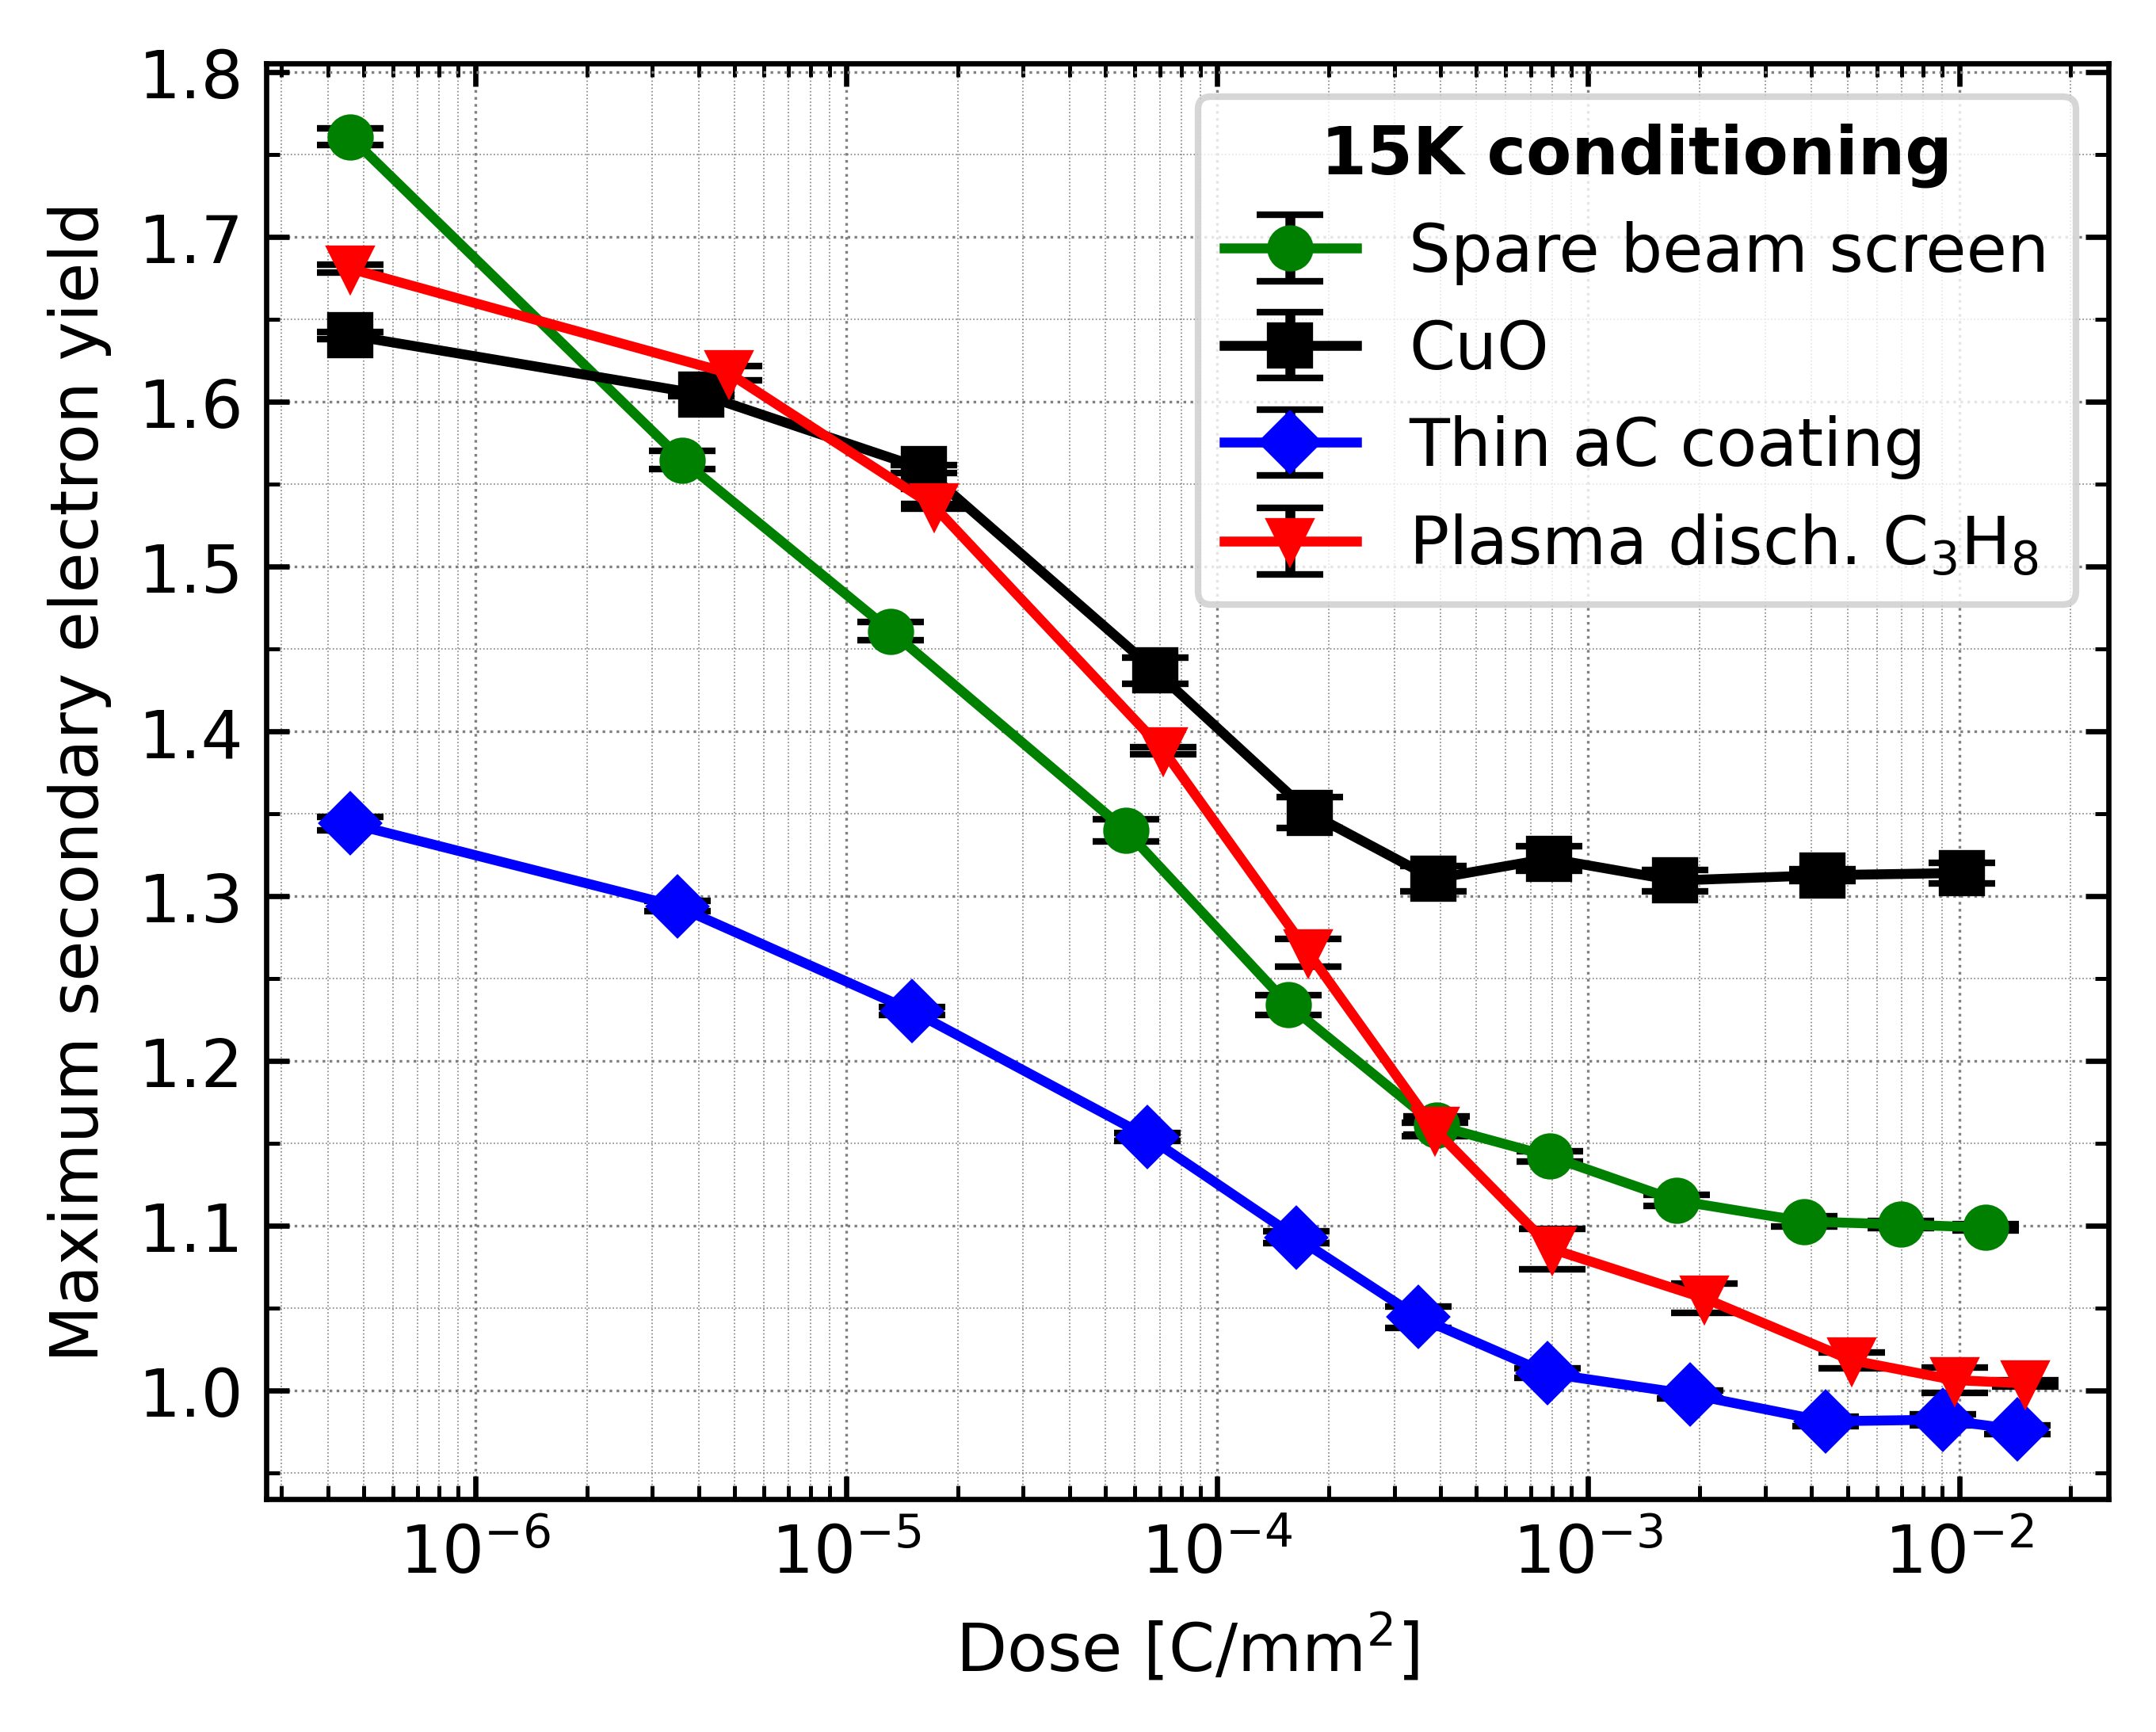 Maximum secondary electron yield
1.8
1.7
1.6
1.5
1.4
1.3
1.2
1.1
1.0
15K conditioning
Spare beam screen
CuO
Thin aC coating
Plasma disch. C₃H₈
10⁻⁶ 10⁻⁵ 10⁻⁴ 10⁻³ 10⁻²
Dose [C/mm²]